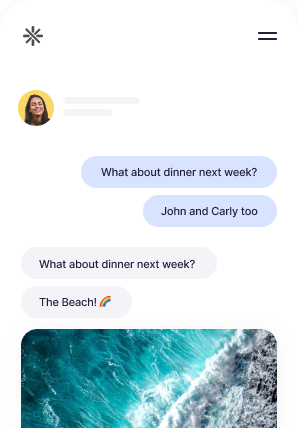 What about dinner next week?
John and Carly too
What about dinner next week?
The Beach! 🌈